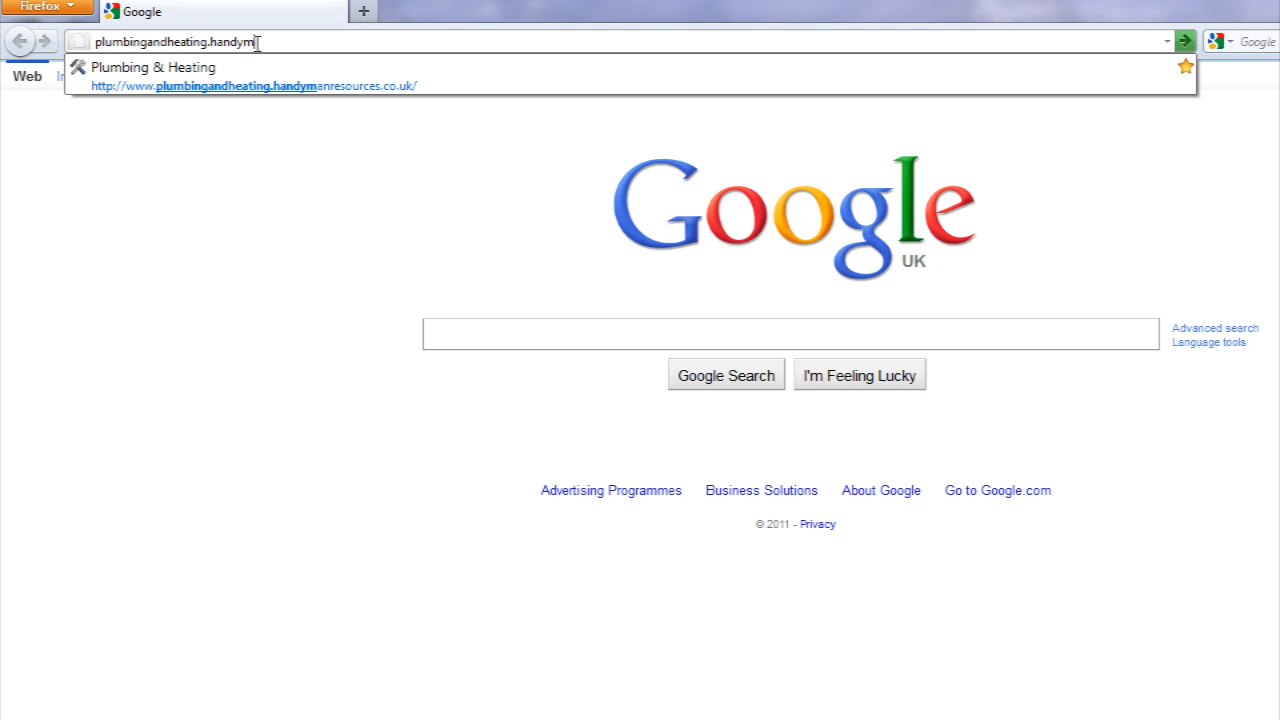 Firefox
Google
plumbingandheating.handym
Google
Plumbing & Heating
http://www.plumbingandheating.handymanresources.co.uk/
Web
Google
UK
Advanced search
Language tools
Google Search
I'm Feeling Lucky
Advertising Programmes
Business Solutions
About Google
Go to Google.com
© 2011 - Privacy